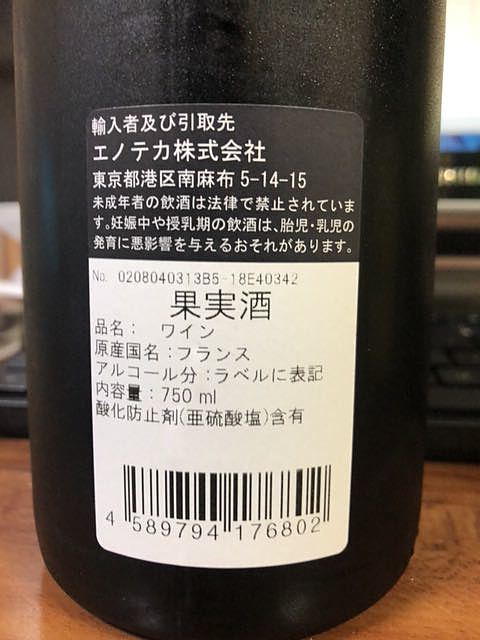 輸入者及び引取先
エノテカ株式会社
東京都港区南麻布 5-14-15
未成年者の飲酒は法律で禁止されていま
す。妊娠中や授乳期の飲酒は、胎児・乳児の
発育に悪影響を与えるおそれがあります。
No. 0208040313B5-18E40342
果実酒
品名： ワイン
原産国名：フランス
アルコール分：ラベルに表記
内容量：750 ml
酸化防止剤(亜硫酸塩)含有
4 589794 176802